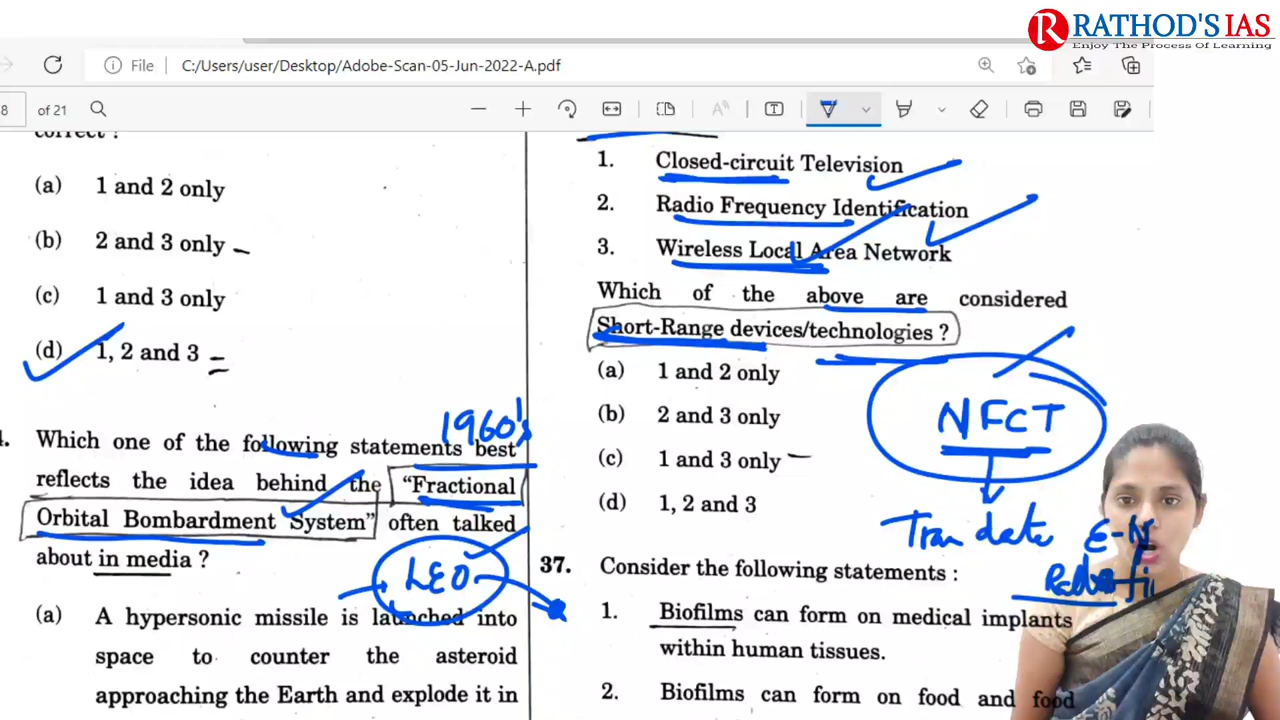 RATHOD'S IAS
Enjoy The Process Of Learning
File
C:/Users/user/Desktop/Adobe-Scan-05-Jun-2022-A.pdf
8
of 21
correct ?
(a) 1 and 2 only
(b) 2 and 3 only
(c) 1 and 3 only
(d) 1, 2 and 3
1960's
Which one of the following statements best
reflects the idea behind the "Fractional
Orbital Bombardment System" often talked
about in media ?
LEO
(a) A hypersonic missile is launched into
space to counter the asteroid
approaching the Earth and explode it in
1. Closed-circuit Television
2. Radio Frequency Identification
3. Wireless Local Area Network
Which of the above are considered
Short-Range devices/technologies ?
(a) 1 and 2 only
(b) 2 and 3 only
(c) 1 and 3 only
(d) 1, 2 and 3
NFCT
Tran date
37. Consider the following statements :
1. Biofilms can form on medical implants
within human tissues.
2. Biofilms can form on food and food